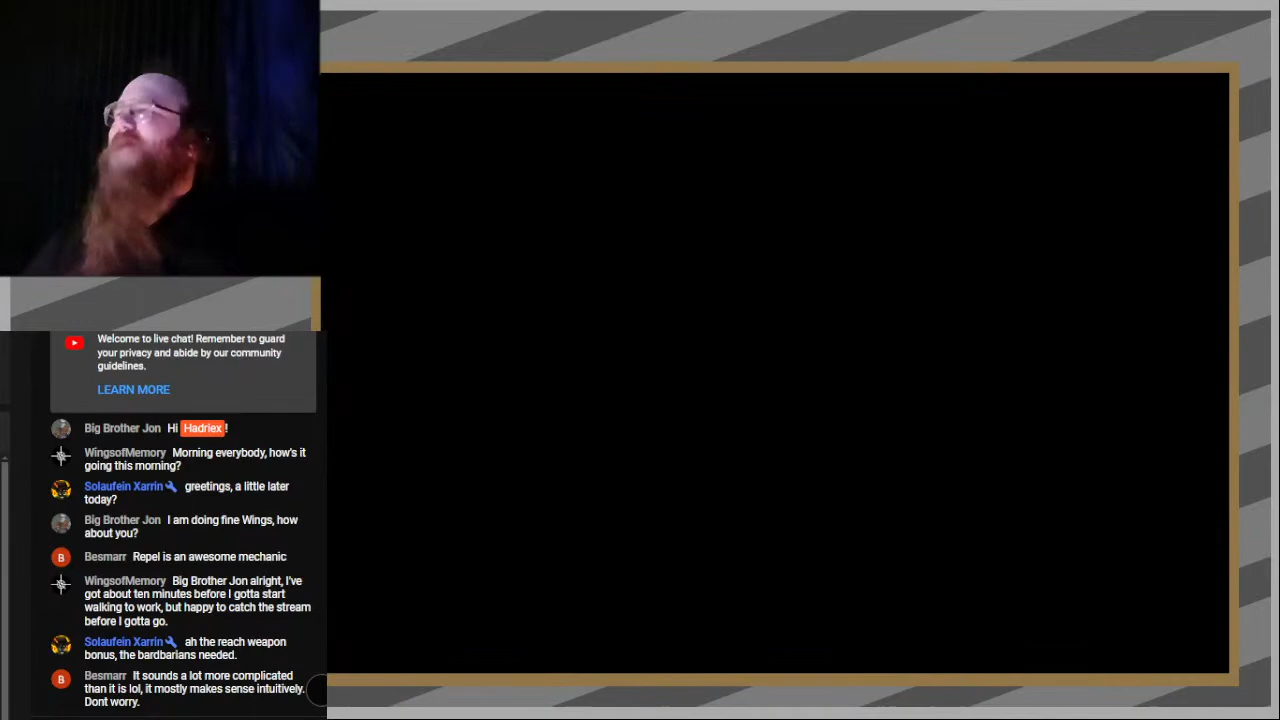 Welcome to live chat! Remember to guard
your privacy and abide by our community
guidelines.
LEARN MORE
Big Brother Jon Hi Hadriex!
WingsofMemory Morning everybody, how's it
going this morning?
Solaufein Xarrin greetings, a little later
today?
Big Brother Jon I am doing fine Wings, how
about you?
B Besmarr Repel is an awesome mechanic
WingsofMemory Big Brother Jon alright, I've
got about ten minutes before I gotta start
walking to work, but happy to catch the stream
before I gotta go.
Solaufein Xarrin ah the reach weapon
bonus, the bardbarians needed.
B Besmarr It sounds a lot more complicated
than it is lol, it mostly makes sense intuitively.
Dont worry.